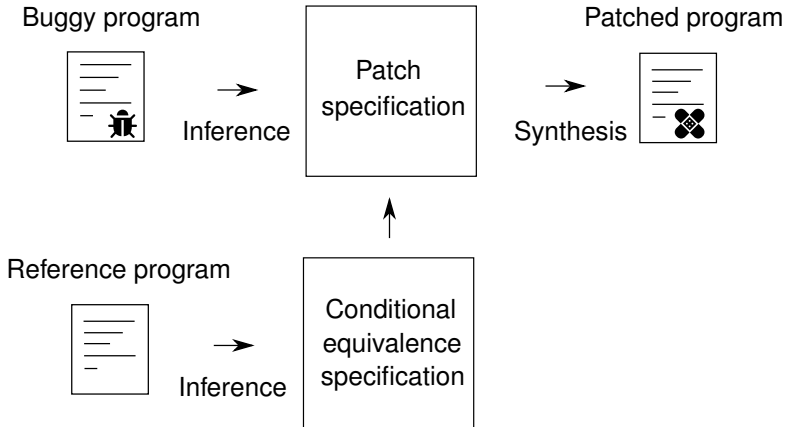 Buggy program
Patched program
Patch
specification
Inference
Synthesis
Reference program
Conditional
equivalence
specification
Inference